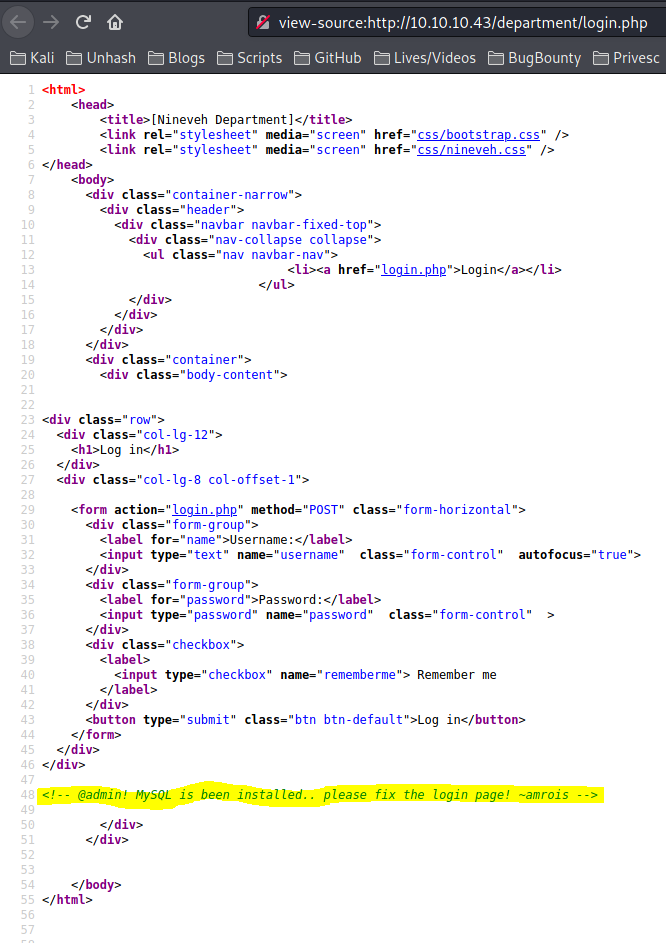 view-source:http://10.10.10.43/department/login.php
Kali Unhash Blogs Scripts GitHub Lives/Videos BugBounty Privesc
1 <html>
2 <head>
3 <title>[Nineveh Department]</title>
4 <link rel="stylesheet" media="screen" href="css/bootstrap.css" />
5 <link rel="stylesheet" media="screen" href="css/nineveh.css" />
6 </head>
7 <body>
8 <div class="container-narrow">
9 <div class="header">
10 <div class="navbar navbar-fixed-top">
11 <div class="nav-collapse collapse">
12 <ul class="nav navbar-nav">
13 <li><a href="login.php">Login</a></li>
14 </ul>
15 </div>
16 </div>
17 </div>
18 </div>
19 <div class="container">
20 <div class="body-content">
21
22
23 <div class="row">
24 <div class="col-lg-12">
25 <h1>Log in</h1>
26 </div>
27 <div class="col-lg-8 col-offset-1">
28
29 <form action="login.php" method="POST" class="form-horizontal">
30 <div class="form-group">
31 <label for="name">Username:</label>
32 <input type="text" name="username" class="form-control" autofocus="true">
33 </div>
34 <div class="form-group">
35 <label for="password">Password:</label>
36 <input type="password" name="password" class="form-control" >
37 </div>
38 <div class="checkbox">
39 <label>
40 <input type="checkbox" name="rememberme"> Remember me
41 </label>
42 </div>
43 <button type="submit" class="btn btn-default">Log in</button>
44 </form>
45 </div>
46 </div>
47
48 <!-- @admin! MySQL is been installed.. please fix the login page! ~amrois -->
49
50 </div>
51 </div>
52
53
54 </body>
55 </html>
56
57
58